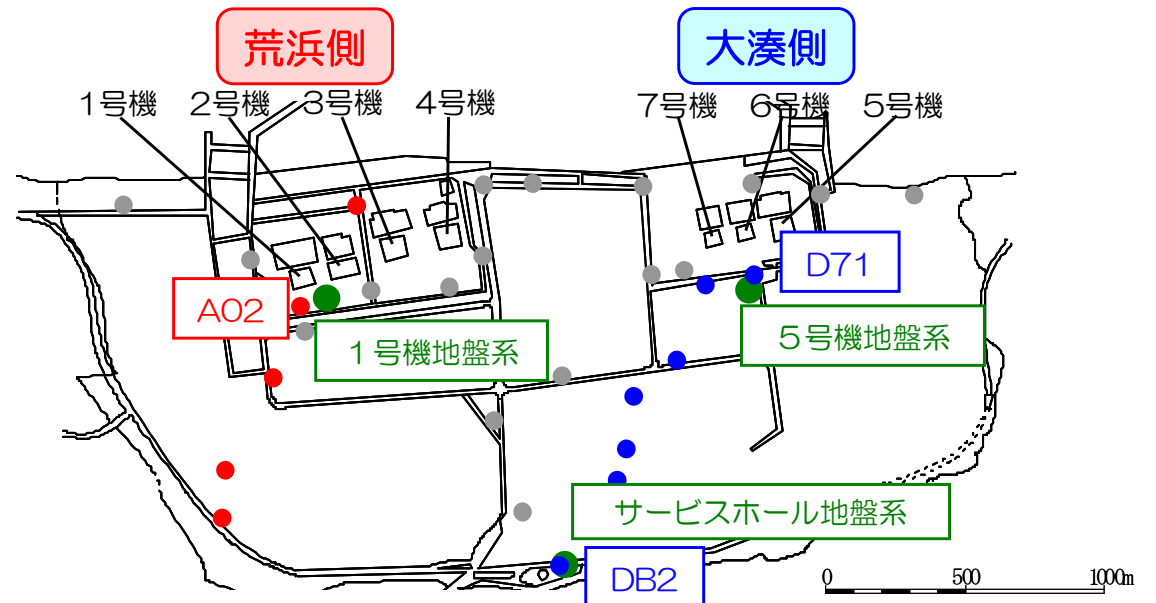 荒浜側
大湊側
1号機
2号機
3号機
4号機
7号機
6号機
5号機
D71
A02
5号機地盤系
1号機地盤系
サービスホール地盤系
DB2
0
500
1000m